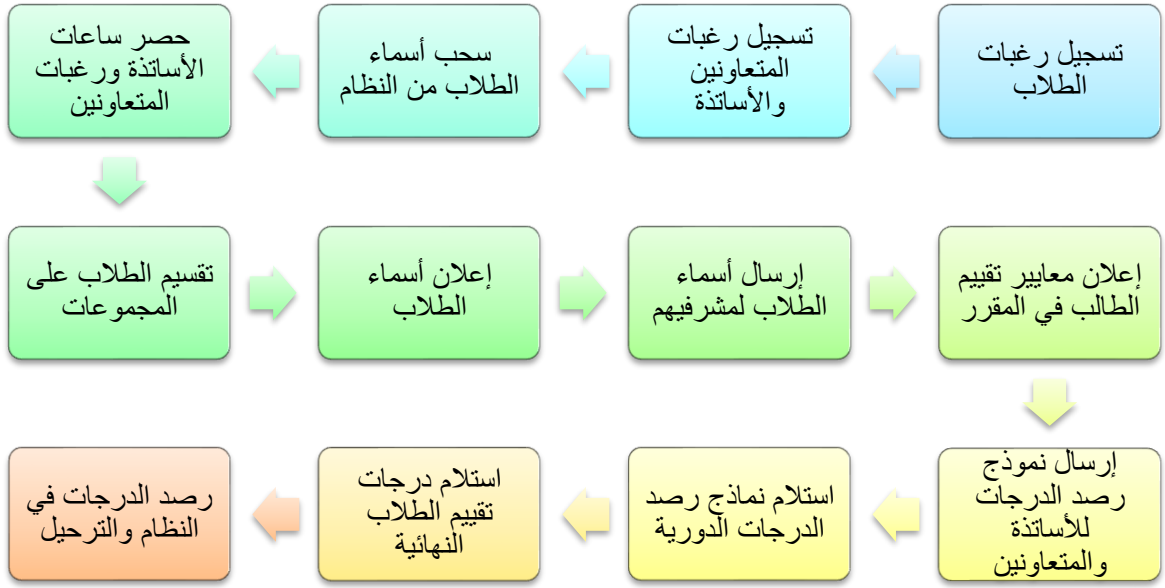 تسجيل رغبات
الطلاب
تسجيل رغبات
المتعاونين
والأساتذة
سحب أسماء
الطلاب من النظام
حصر ساعات
الأساتذة ورغبات
المتعاونين
تقسيم الطلاب على
المجموعات
إعلان أسماء
الطلاب
إرسال أسماء
الطلاب لمشرفيهم
إعلان معايير تقييم
الطالب في المقرر
إرسال نموذج
رصد الدرجات
للأساتذة
والمتعاونين
استلام نماذج رصد
الدرجات الدورية
استلام درجات
تقييم الطلاب
النهائية
رصد الدرجات في
النظام والترحيل